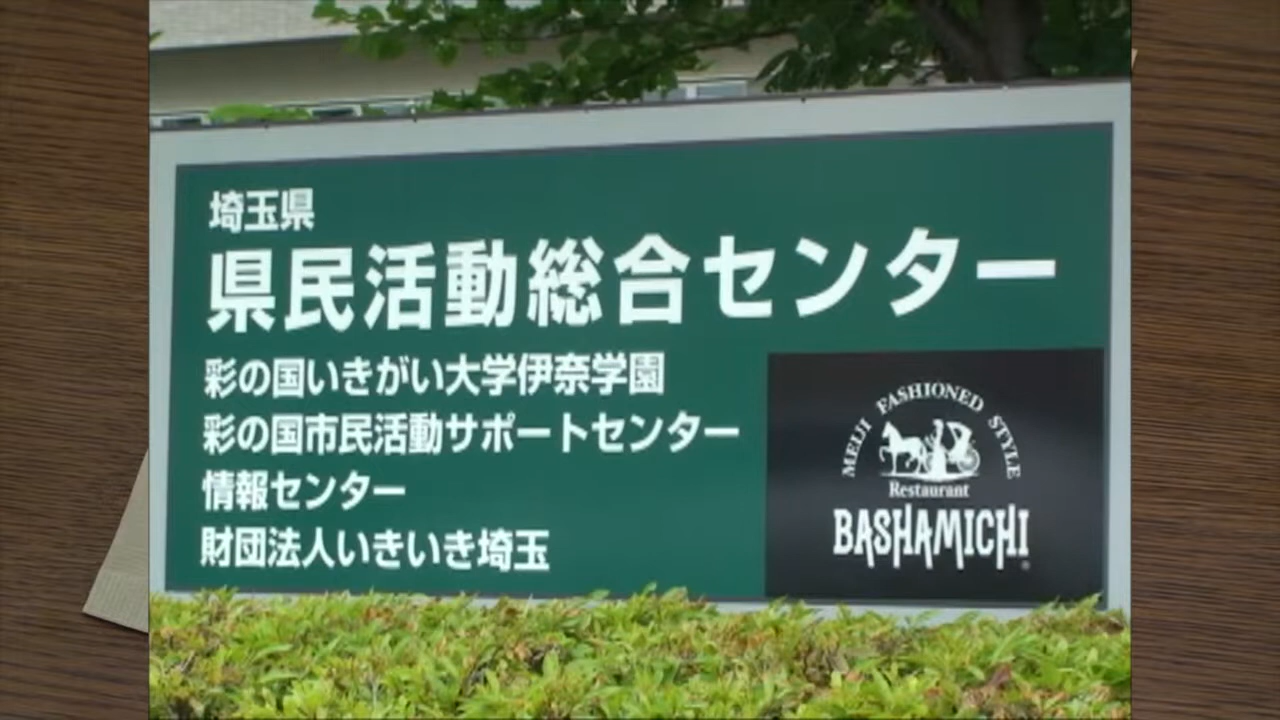 埼玉県
県民活動総合センター
彩の国いきがい大学伊奈学園
彩の国市民活動サポートセンター
情報センター
財団法人いきいき埼玉
MEIJI FASHIONED STYLE
Restaurant
BASHAMICHI®